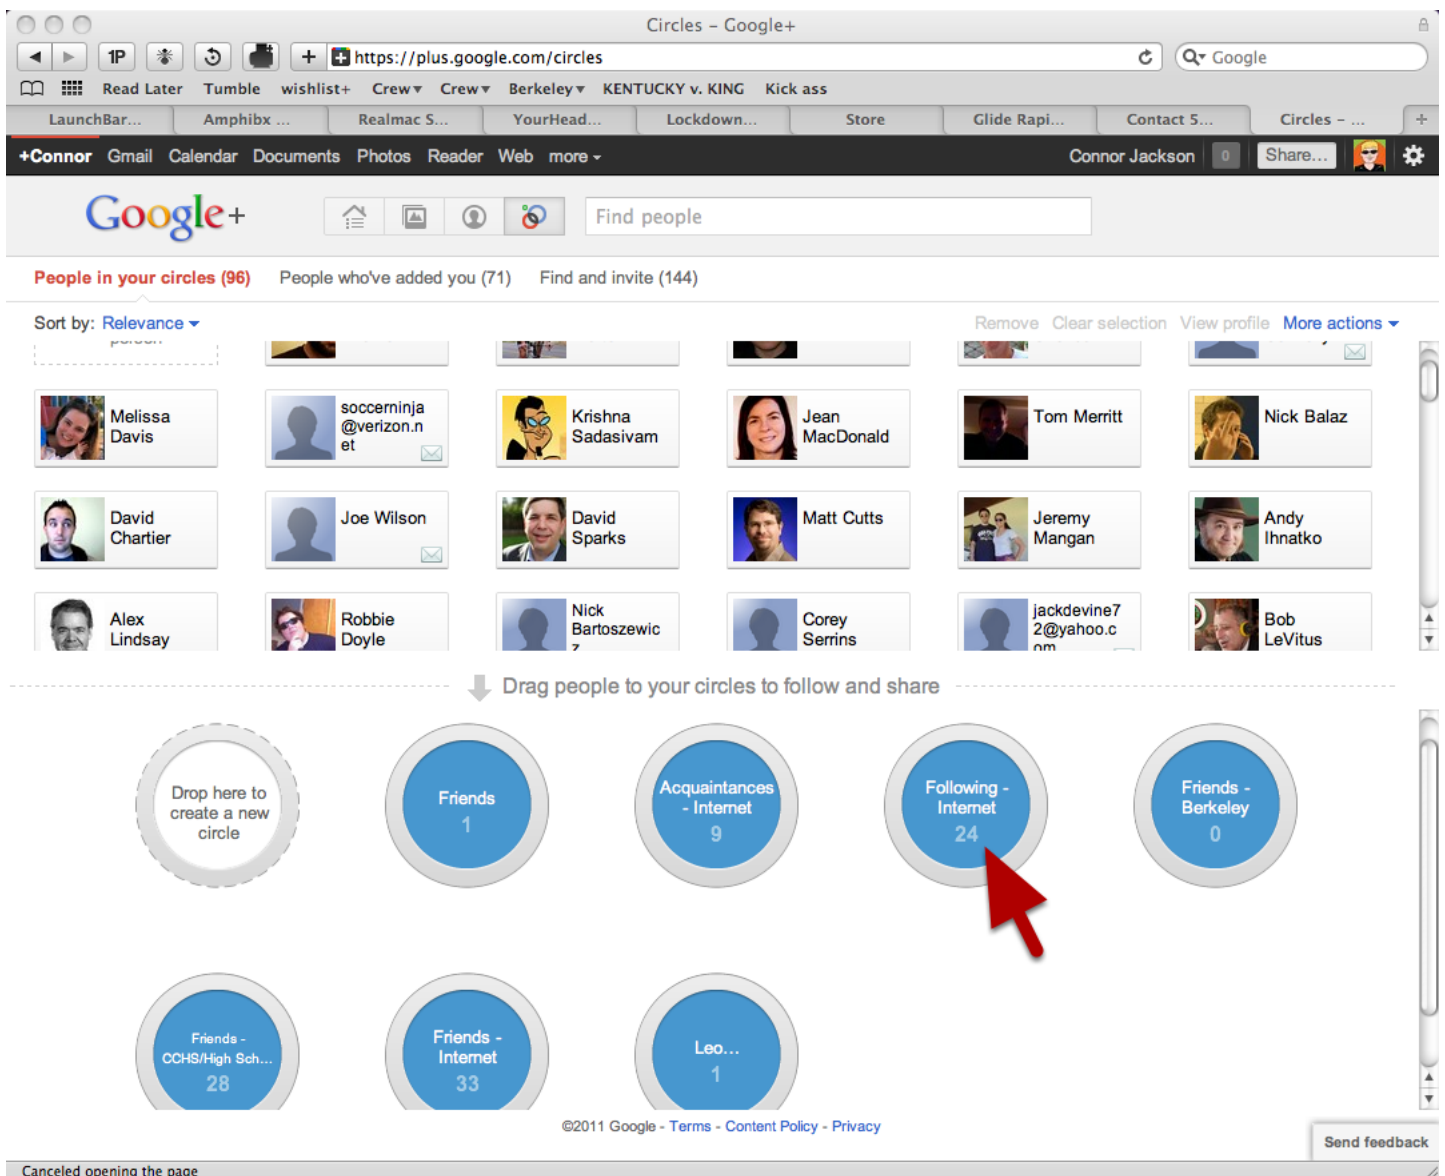 Circles – Google+
1P
https://plus.google.com/circles
Google
Read Later Tumble wishlist+ Crew Crew Berkeley KENTUCKY v. KING Kick ass
LaunchBar... Amphibx ... Realmac S... YourHead... Lockdown... Store Glide Rapi... Contact 5... Circles – ...
+Connor Gmail Calendar Documents Photos Reader Web more
Connor Jackson 0 Share...
Google+
Find people
People in your circles (96) People who've added you (71) Find and invite (144)
Sort by: Relevance
Remove Clear selection View profile More actions
person
Melissa
Davis
soccerninja
@verizon.n
et
Krishna
Sadasivam
Jean
MacDonald
Tom Merritt
Nick Balaz
David
Chartier
Joe Wilson
David
Sparks
Matt Cutts
Jeremy
Mangan
Andy
Ihnatko
Alex
Lindsay
Robbie
Doyle
Nick
Bartoszewic
z
Corey
Serrins
jackdevine7
2@yahoo.c
om
Bob
LeVitus
Drag people to your circles to follow and share
Drop here to
create a new
circle
Friends
1
Acquaintances
- Internet
9
Following -
Internet
24
Friends -
Berkeley
0
Friends -
CCHS/High Sch...
28
Friends -
Internet
33
Leo...
1
©2011 Google - Terms - Content Policy - Privacy
Send feedback
Canceled opening the page